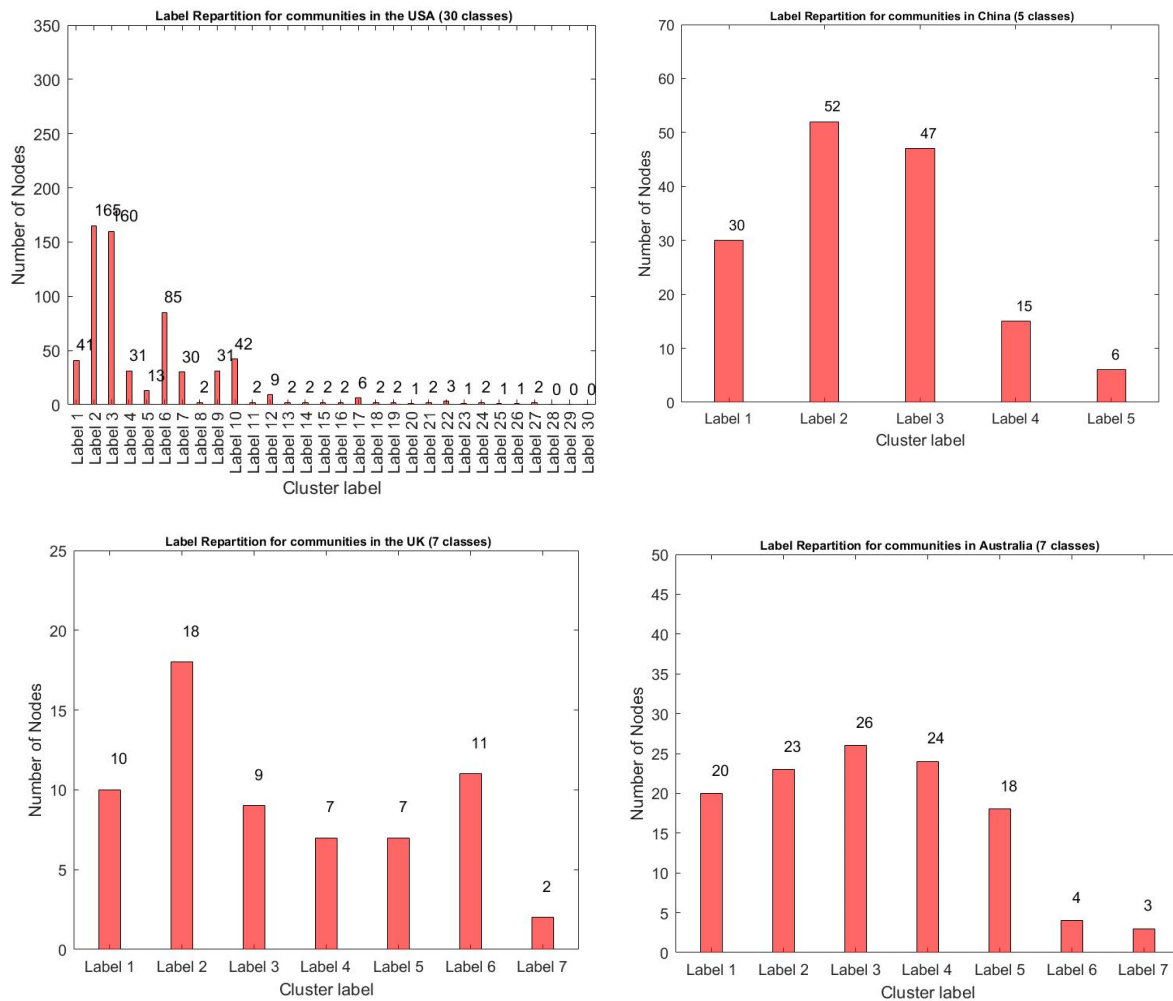 Label Repartition for communities in the USA (30 classes)
350
300
250
200
150
100
50
0
Number of Nodes
41
165
160
31
13
85
30
2
31
42
2
9
2
2
2
2
6
2
2
1
2
3
1
2
1
1
2
0
0
0
Label 1
Label 2
Label 3
Label 4
Label 5
Label 6
Label 7
Label 8
Label 9
Label 10
Label 11
Label 12
Label 13
Label 14
Label 15
Label 16
Label 17
Label 18
Label 19
Label 20
Label 21
Label 22
Label 23
Label 24
Label 25
Label 26
Label 27
Label 28
Label 29
Label 30
Cluster label
Label Repartition for communities in China (5 classes)
70
60
50
40
30
20
10
0
Number of Nodes
30
52
47
15
6
Label 1 Label 2 Label 3 Label 4 Label 5
Cluster label
Label Repartition for communities in the UK (7 classes)
25
20
15
10
5
0
Number of Nodes
10
18
9
7
7
11
2
Label 1 Label 2 Label 3 Label 4 Label 5 Label 6 Label 7
Cluster label
Label Repartition for communities in Australia (7 classes)
50
45
40
35
30
25
20
15
10
5
0
Number of Nodes
20
23
26
24
18
4
3
Label 1 Label 2 Label 3 Label 4 Label 5 Label 6 Label 7
Cluster label